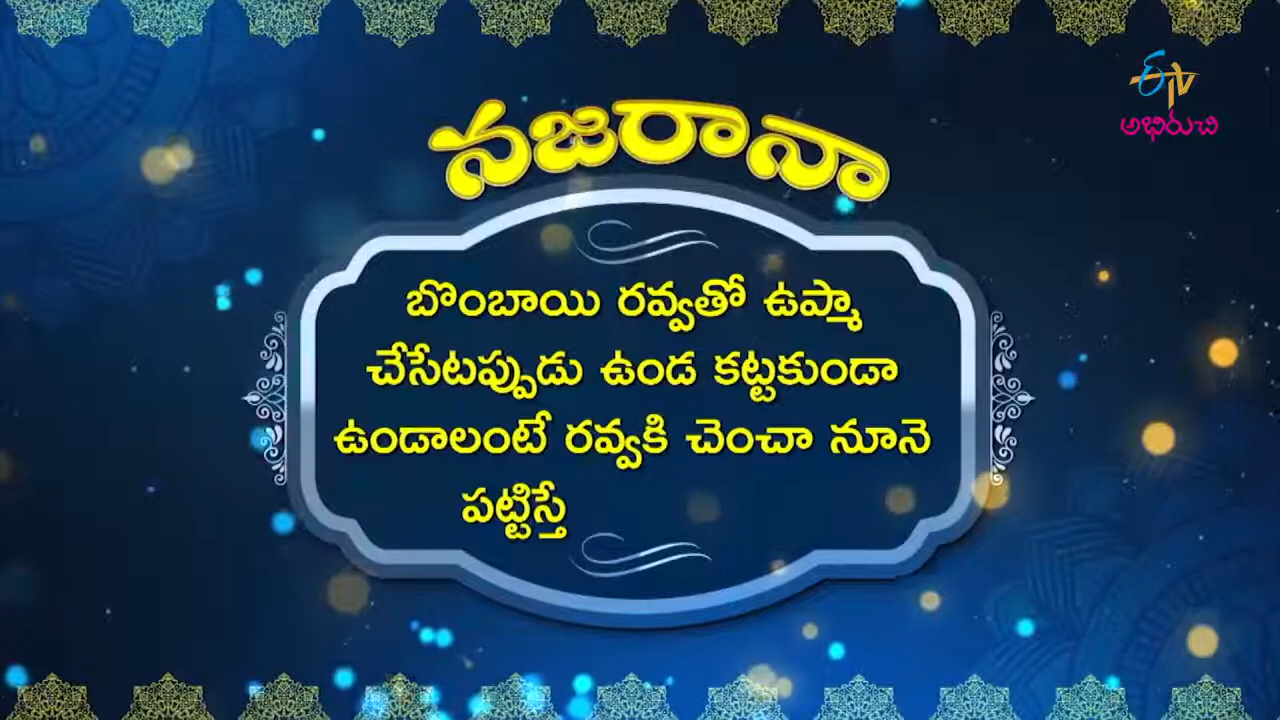 ETV
అభిరుచి
నజరానా
బొంబాయి రవ్వతో ఉప్మా
చేసేటప్పుడు ఉండ కట్టకుండా
ఉండాలంటే రవ్వకి చెంచా నూనె
పట్టిస్తే